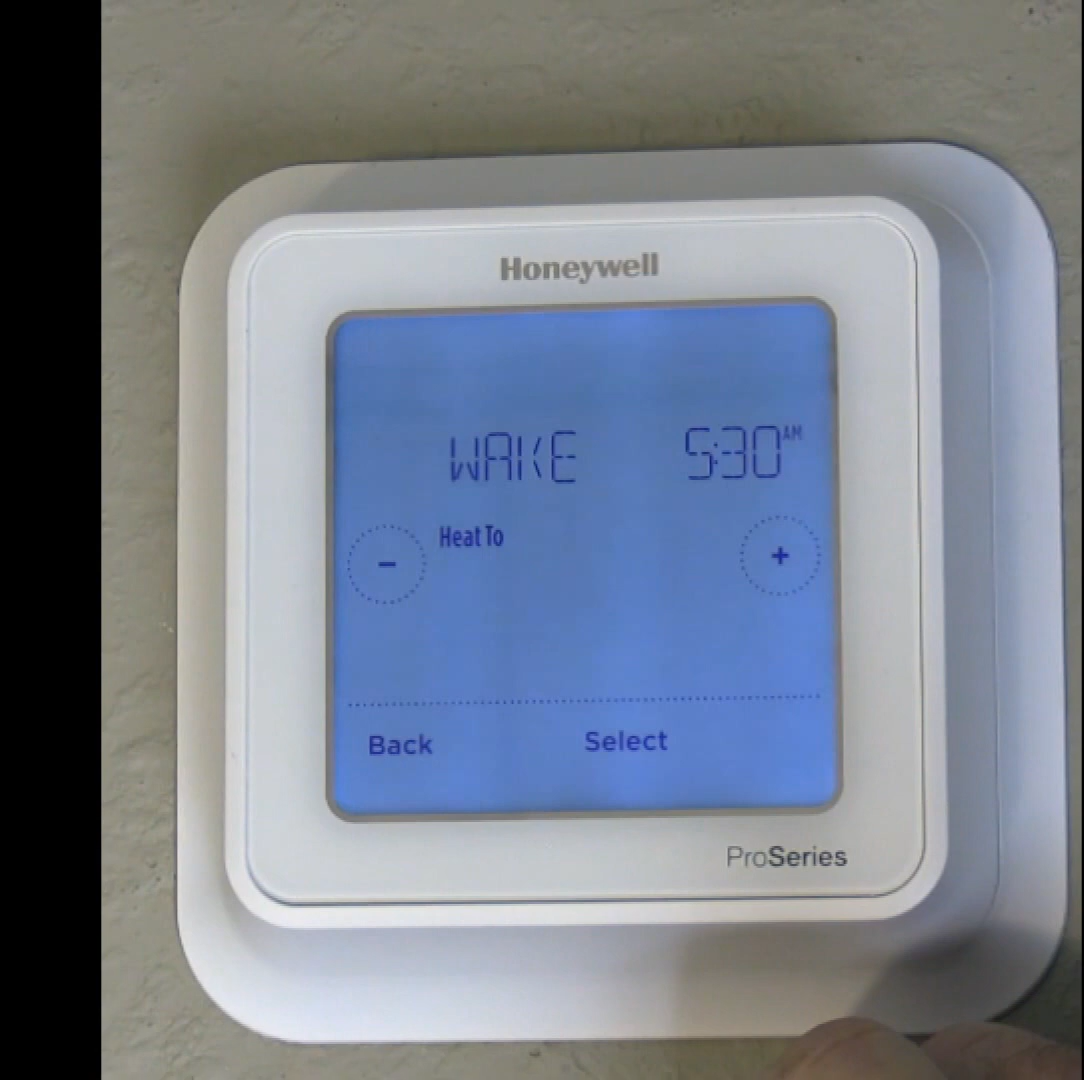 Honeywell
WAKE 5:30 AM
Heat To
- +
Back Select
ProSeries